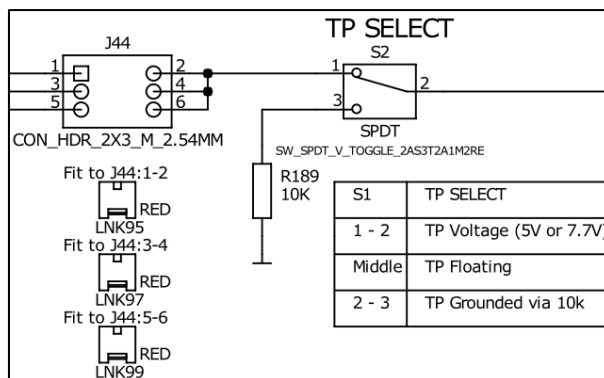 TP SELECT
J44
S2
1 2
3 4
5 6
1
2
3
CON_HDR_2X3_M_2.54MM
SPDT
SW_SPDT_V_TOGGLE_2AS3T2A1M2RE
Fit to J44:1-2
RED
LNK95
R189
10K
Fit to J44:3-4
RED
LNK97
Fit to J44:5-6
RED
LNK99
S1 TP SELECT
1 - 2 TP Voltage (5V or 7.7V)
Middle TP Floating
2 - 3 TP Grounded via 10k